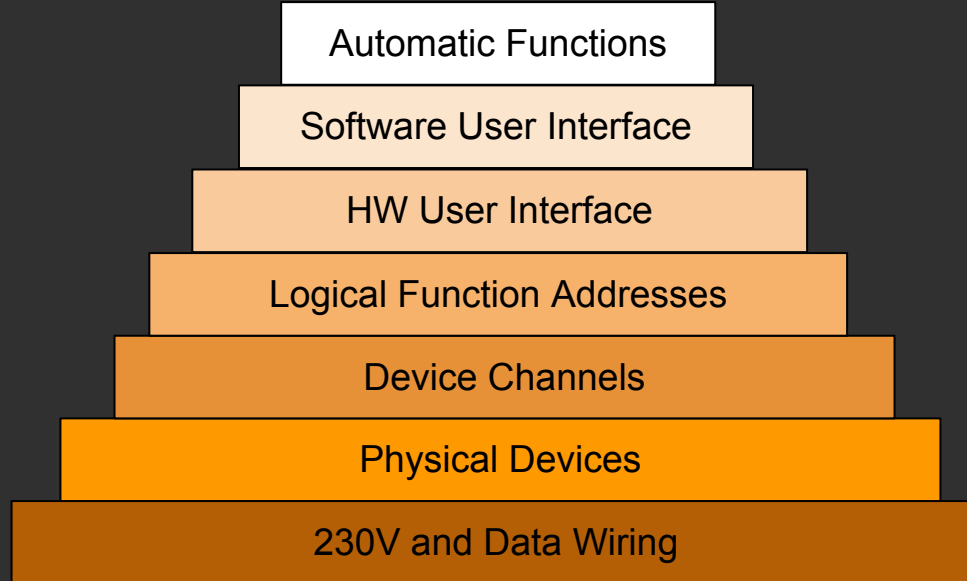 Automatic Functions
Software User Interface
HW User Interface
Logical Function Addresses
Device Channels
Physical Devices
230V and Data Wiring